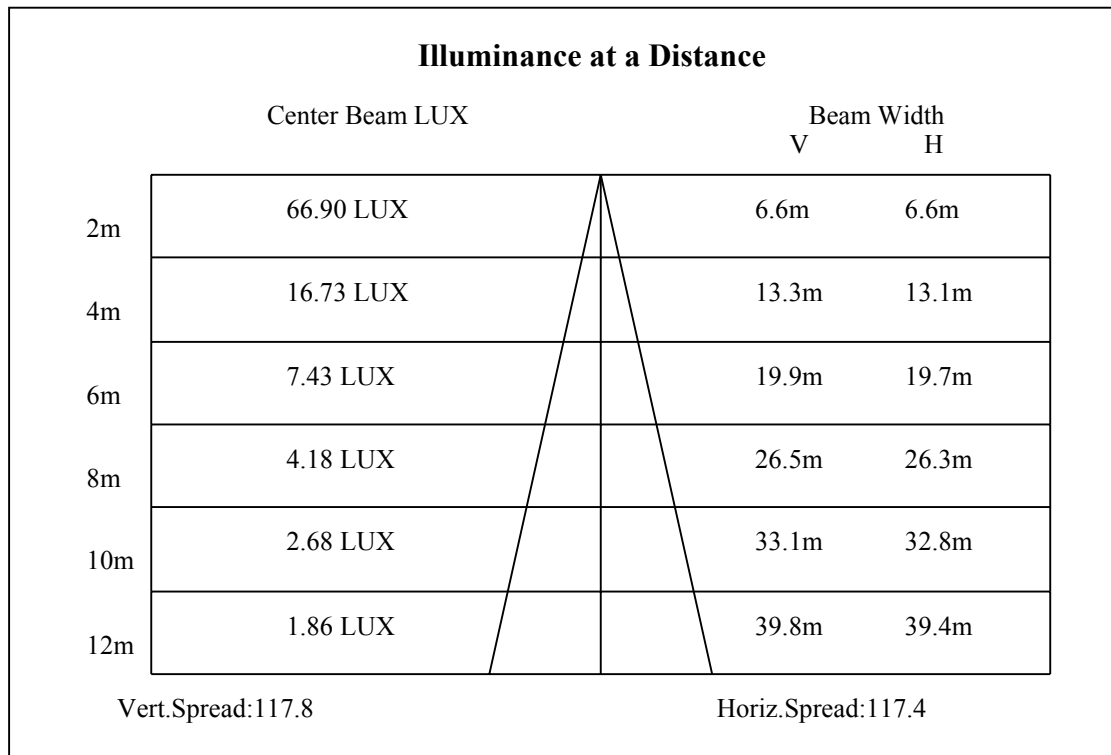 Illuminance at a Distance
Center Beam LUX Beam Width
V H
66.90 LUX 6.6m 6.6m
2m
16.73 LUX 13.3m 13.1m
4m
7.43 LUX 19.9m 19.7m
6m
4.18 LUX 26.5m 26.3m
8m
2.68 LUX 33.1m 32.8m
10m
1.86 LUX 39.8m 39.4m
12m
Vert.Spread:117.8 Horiz.Spread:117.4